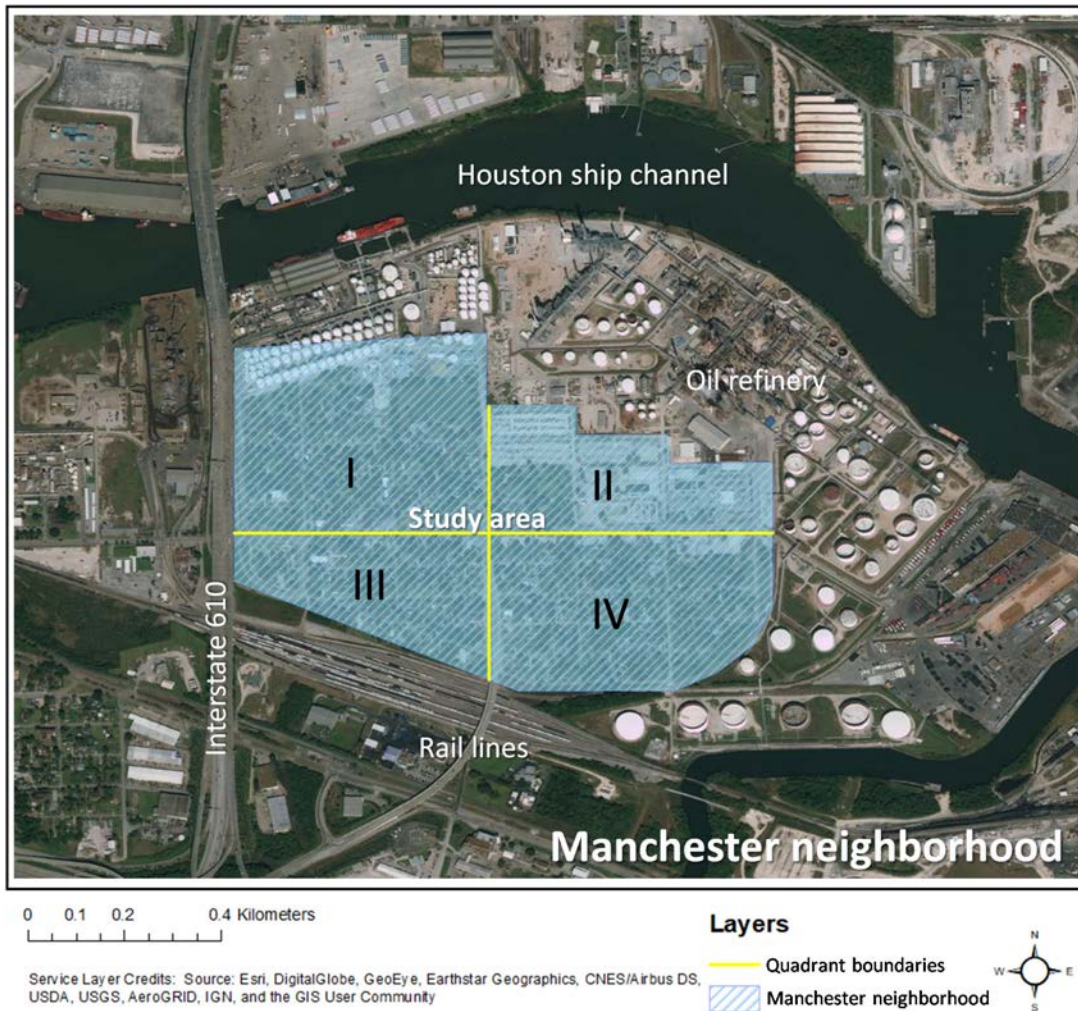 Houston ship channel
Oil refinery
I
II
Study area
III
IV
Interstate 610
Rail lines
Manchester neighborhood
0 0.1 0.2 0.4 Kilometers
Layers
Quadrant boundaries
Manchester neighborhood
N
W E
S
Service Layer Credits: Source: Esri, DigitalGlobe, GeoEye, Earthstar Geographics, CNES/Airbus DS,
USDA, USGS, AeroGRID, IGN, and the GIS User Community